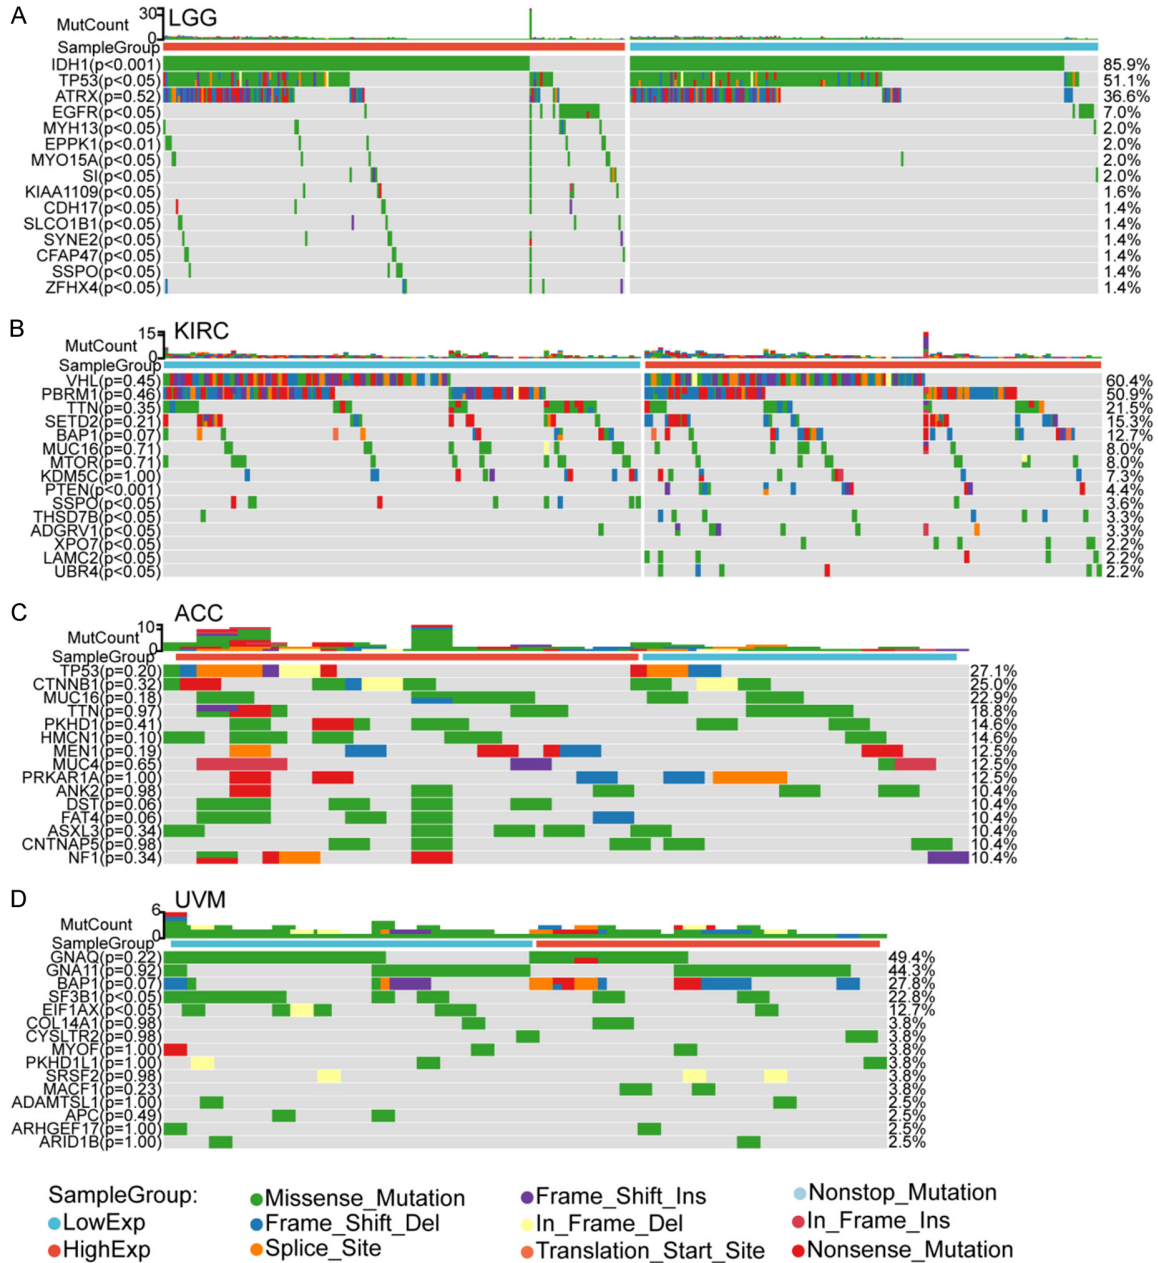 A
LGG
30
MutCount
0
SampleGroup
IDH1(p<0.001) 85.9%
TP53(p<0.05) 51.1%
ATRX(p=0.52) 36.6%
EGFR(p<0.05) 7.0%
MYH13(p<0.05) 2.0%
EPPK1(p<0.01) 2.0%
MYO15A(p<0.05) 2.0%
SI(p<0.05) 2.0%
KIAA1109(p<0.05) 1.6%
CDH17(p<0.05) 1.4%
SLCO1B1(p<0.05) 1.4%
SYNE2(p<0.05) 1.4%
CFAP47(p<0.05) 1.4%
SSPO(p<0.05) 1.4%
ZFHX4(p<0.05) 1.4%
B
KIRC
15
MutCount
0
SampleGroup
VHL(p=0.45) 60.4%
PBRM1(p=0.46) 50.9%
TTN(p=0.35) 21.5%
SETD2(p=0.21) 15.3%
BAP1(p=0.07) 12.7%
MUC16(p=0.71) 8.0%
MTOR(p=0.71) 8.0%
KDM5C(p=1.00) 7.3%
PTEN(p<0.001) 4.4%
SSPO(p<0.05) 3.6%
THSD7B(p<0.05) 3.3%
ADGRV1(p<0.05) 3.3%
XPO7(p<0.05) 2.2%
LAMC2(p<0.05) 2.2%
UBR4(p<0.05) 2.2%
C
ACC
10
MutCount
0
SampleGroup
TP53(p=0.20) 27.1%
CTNNB1(p=0.32) 25.0%
MUC16(p=0.18) 22.9%
TTN(p=0.97) 18.8%
PKHD1(p=0.41) 14.6%
HMCN1(p=0.10) 14.6%
MEN1(p=0.19) 12.5%
MUC4(p=0.65) 12.5%
PRKAR1A(p=1.00) 12.5%
ANK2(p=0.98) 10.4%
DST(p=0.06) 10.4%
FAT4(p=0.06) 10.4%
ASXL3(p=0.34) 10.4%
CNTNAP5(p=0.98) 10.4%
NF1(p=0.34) 10.4%
D
UVM
6
MutCount
0
SampleGroup
GNAQ(p=0.22) 49.4%
GNA11(p=0.92) 44.3%
BAP1(p=0.07) 27.8%
SF3B1(p<0.05) 22.8%
EIF1AX(p<0.05) 12.7%
COL14A1(p=0.98) 3.8%
CYSLTR2(p=0.98) 3.8%
MYOF(p=1.00) 3.8%
PKHD1L1(p=1.00) 3.8%
SRSF2(p=0.98) 3.8%
MACF1(p=0.23) 3.8%
ADAMTSL1(p=1.00) 2.5%
APC(p=0.49) 2.5%
ARHGEF17(p=1.00) 2.5%
ARID1B(p=1.00) 2.5%
SampleGroup: Missense_Mutation Frame_Shift_Ins Nonstop_Mutation
LowExp Frame_Shift_Del In_Frame_Del In_Frame_Ins
HighExp Splice_Site Translation_Start_Site Nonsense_Mutation